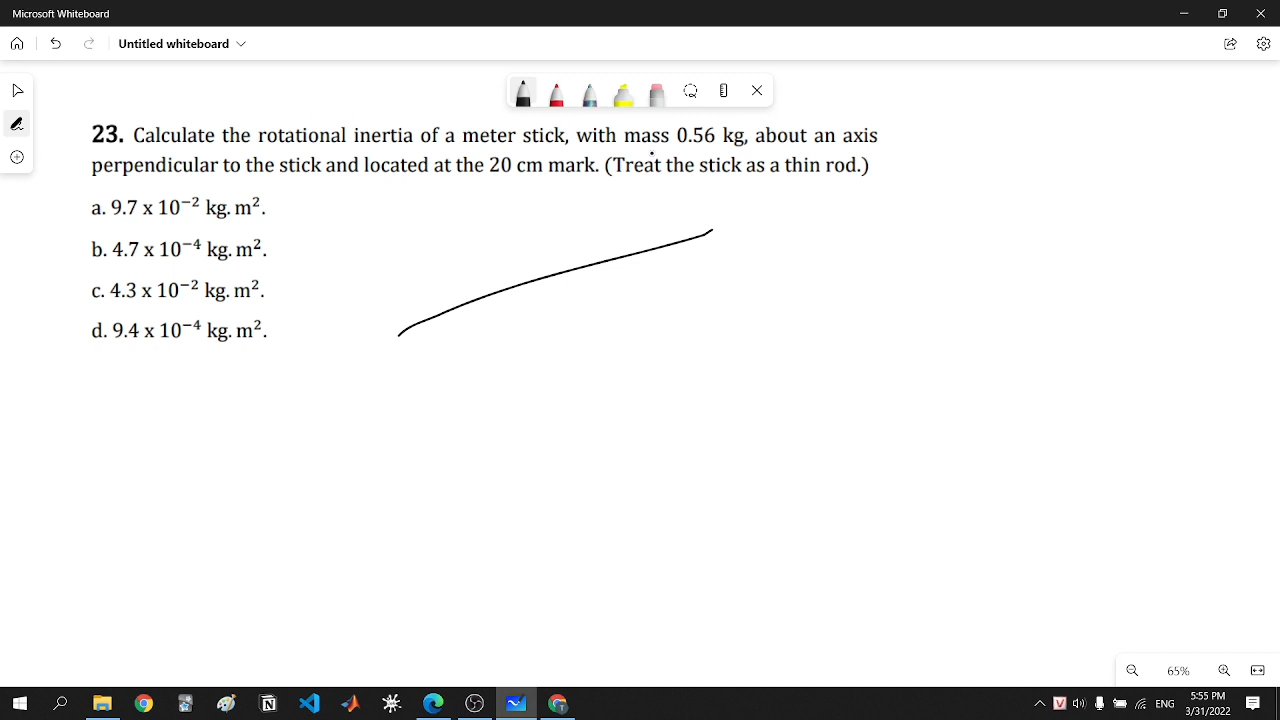 Microsoft Whiteboard
Untitled whiteboard
23. Calculate the rotational inertia of a meter stick, with mass 0.56 kg, about an axis
perpendicular to the stick and located at the 20 cm mark. (Treat the stick as a thin rod.)
a. 9.7 x 10⁻² kg. m².
b. 4.7 x 10⁻⁴ kg. m².
c. 4.3 x 10⁻² kg. m².
d. 9.4 x 10⁻⁴ kg. m².
65%
ENG
5:55 PM
3/31/2022